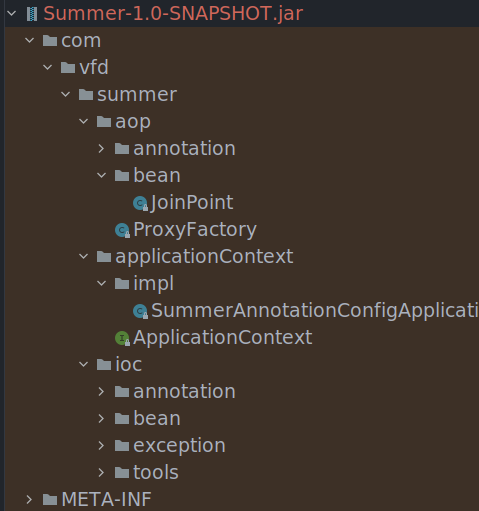 Summer-1.0-SNAPSHOT.jar
com
vfd
summer
aop
annotation
bean
JoinPoint
ProxyFactory
applicationContext
impl
SummerAnnotationConfigApplicati
ApplicationContext
ioc
annotation
bean
exception
tools
META-INF